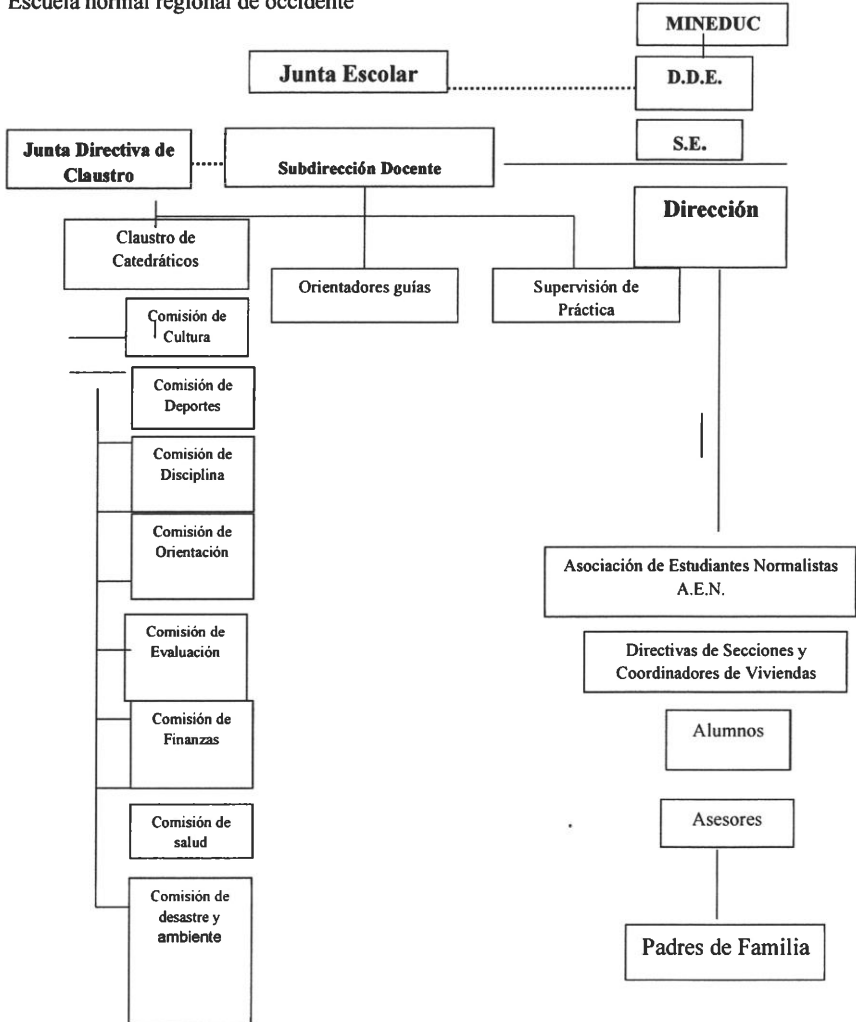 Escuela normal regional de occidente
MINEDUC
Junta Escolar
D.D.E.
S.E.
Junta Directiva de
Claustro
Subdirección Docente
Dirección
Claustro de
Catedráticos
Orientadores guías
Supervisión de
Práctica
Comisión de
Cultura
Comisión de
Deportes
Comisión de
Disciplina
Comisión de
Orientación
Comisión de
Evaluación
Comisión de
Finanzas
Comisión de
salud
Comisión de
desastre y
ambiente
Asociación de Estudiantes Normalistas
A.E.N.
Directivas de Secciones y
Coordinadores de Viviendas
Alumnos
Asesores
Padres de Familia